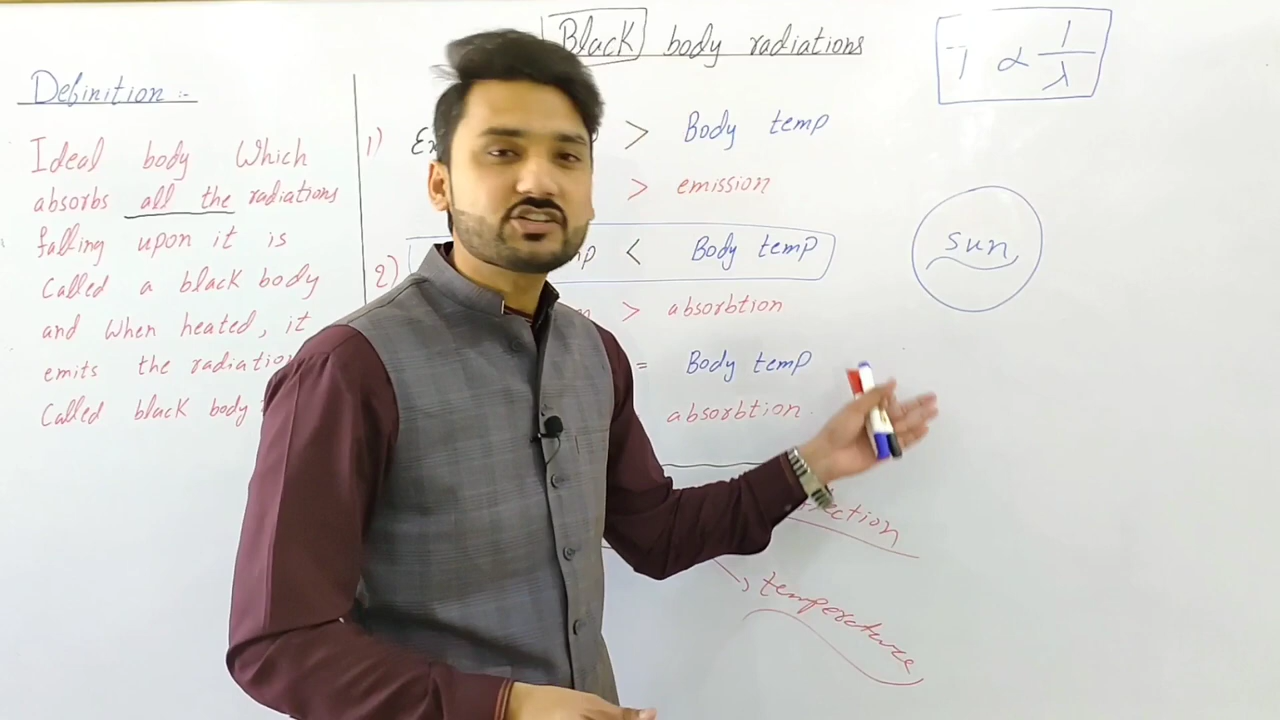 Black body radiations
T ∝ 1/λ
Definition :-
Ideal body Which
absorbs all the radiations
falling upon it is
Called a black body
and when heated, it
emits the
Called black body
1) > Body temp
> emission
2) < Body temp
> absorbtion
= Body temp
absorbtion.
temperature
sun